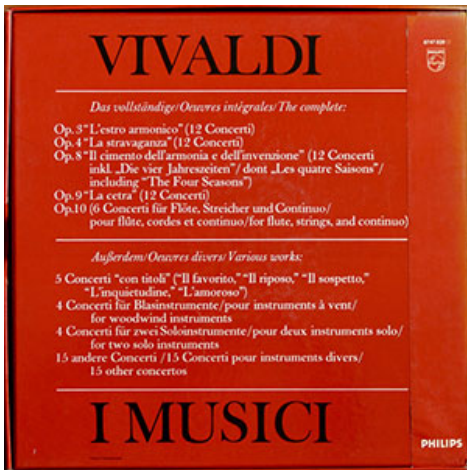 VIVALDI
Das vollständige/Oeuvres intégrales/The complete:
Op. 3 "L'estro armonico" (12 Concerti)
Op. 4 "La stravaganza" (12 Concerti)
Op. 8 "Il cimento dell'armonia e dell'invenzione" (12 Concerti
inkl. „Die vier Jahreszeiten"/ dont „Les quatre Saisons"/
including "The Four Seasons")
Op. 9 "La cetra" (12 Concerti)
Op. 10 (6 Concerti für Flöte, Streicher und Continuo/
pour flûte, cordes et continuo/for flute, strings, and continuo)
Außerdem/Oeuvres divers/Various works:
5 Concerti "con titoli" ("Il favorito," "Il riposo," "Il sospetto,"
"L'inquietudine," "L'amoroso")
4 Concerti für Blasinstrumente/pour instruments à vent/
for woodwind instruments
4 Concerti für zwei Soloinstrumente/pour deux instruments solo/
for two solo instruments
15 andere Concerti /15 Concerti pour instruments divers/
15 other concertos
I MUSICI
PHILIPS